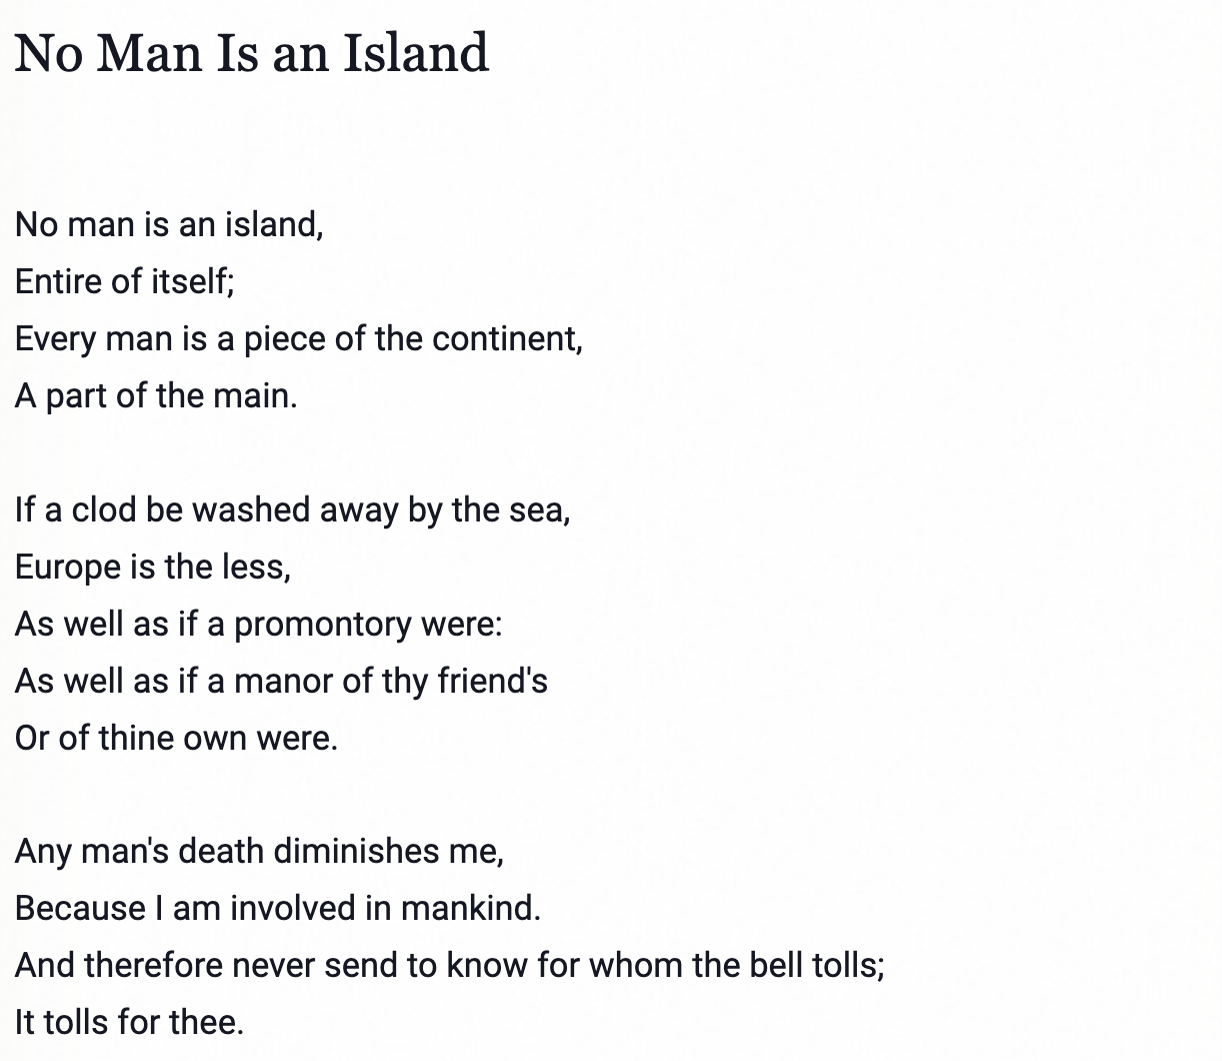 No Man Is an Island
No man is an island,
Entire of itself;
Every man is a piece of the continent,
A part of the main.
If a clod be washed away by the sea,
Europe is the less,
As well as if a promontory were:
As well as if a manor of thy friend's
Or of thine own were.
Any man's death diminishes me,
Because I am involved in mankind.
And therefore never send to know for whom the bell tolls;
It tolls for thee.